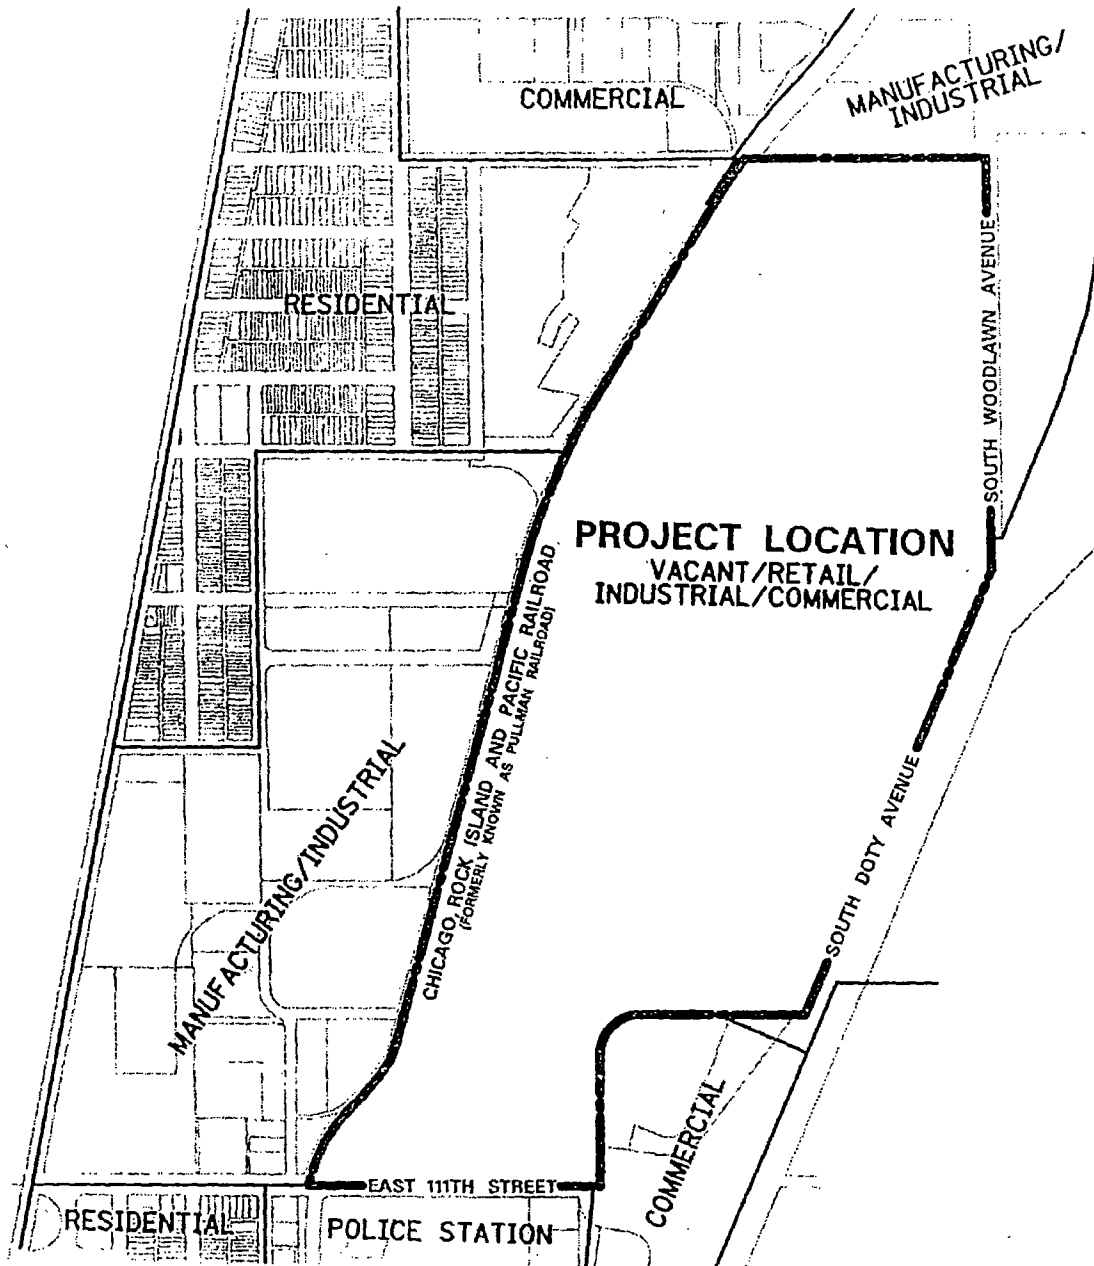 COMMERCIAL
MANUFACTURING/
INDUSTRIAL
RESIDENTIAL
SOUTH WOODLAWN AVENUE
PROJECT LOCATION
VACANT/RETAIL/
INDUSTRIAL/COMMERCIAL
CHICAGO, ROCK ISLAND AND PACIFIC RAILROAD
(FORMERLY KNOWN AS PULLMAN RAILROAD)
MANUFACTURING/INDUSTRIAL
SOUTH DOTY AVENUE
COMMERCIAL
EAST 111TH STREET
RESIDENTIAL
POLICE STATION